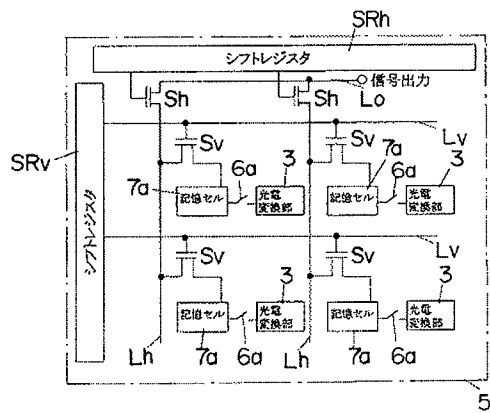 SRh
シフトレジスタ
信号出力
Sh
Sh
Lo
SRv
シフトレジスタ
Sv
Sv
Lv
7a
6a
3
7a
6a
3
記憶セル
光電変換部
記憶セル
光電変換部
Sv
Sv
Lv
3
3
記憶セル
光電変換部
記憶セル
光電変換部
Lh
7a
6a
Lh
7a
6a
5